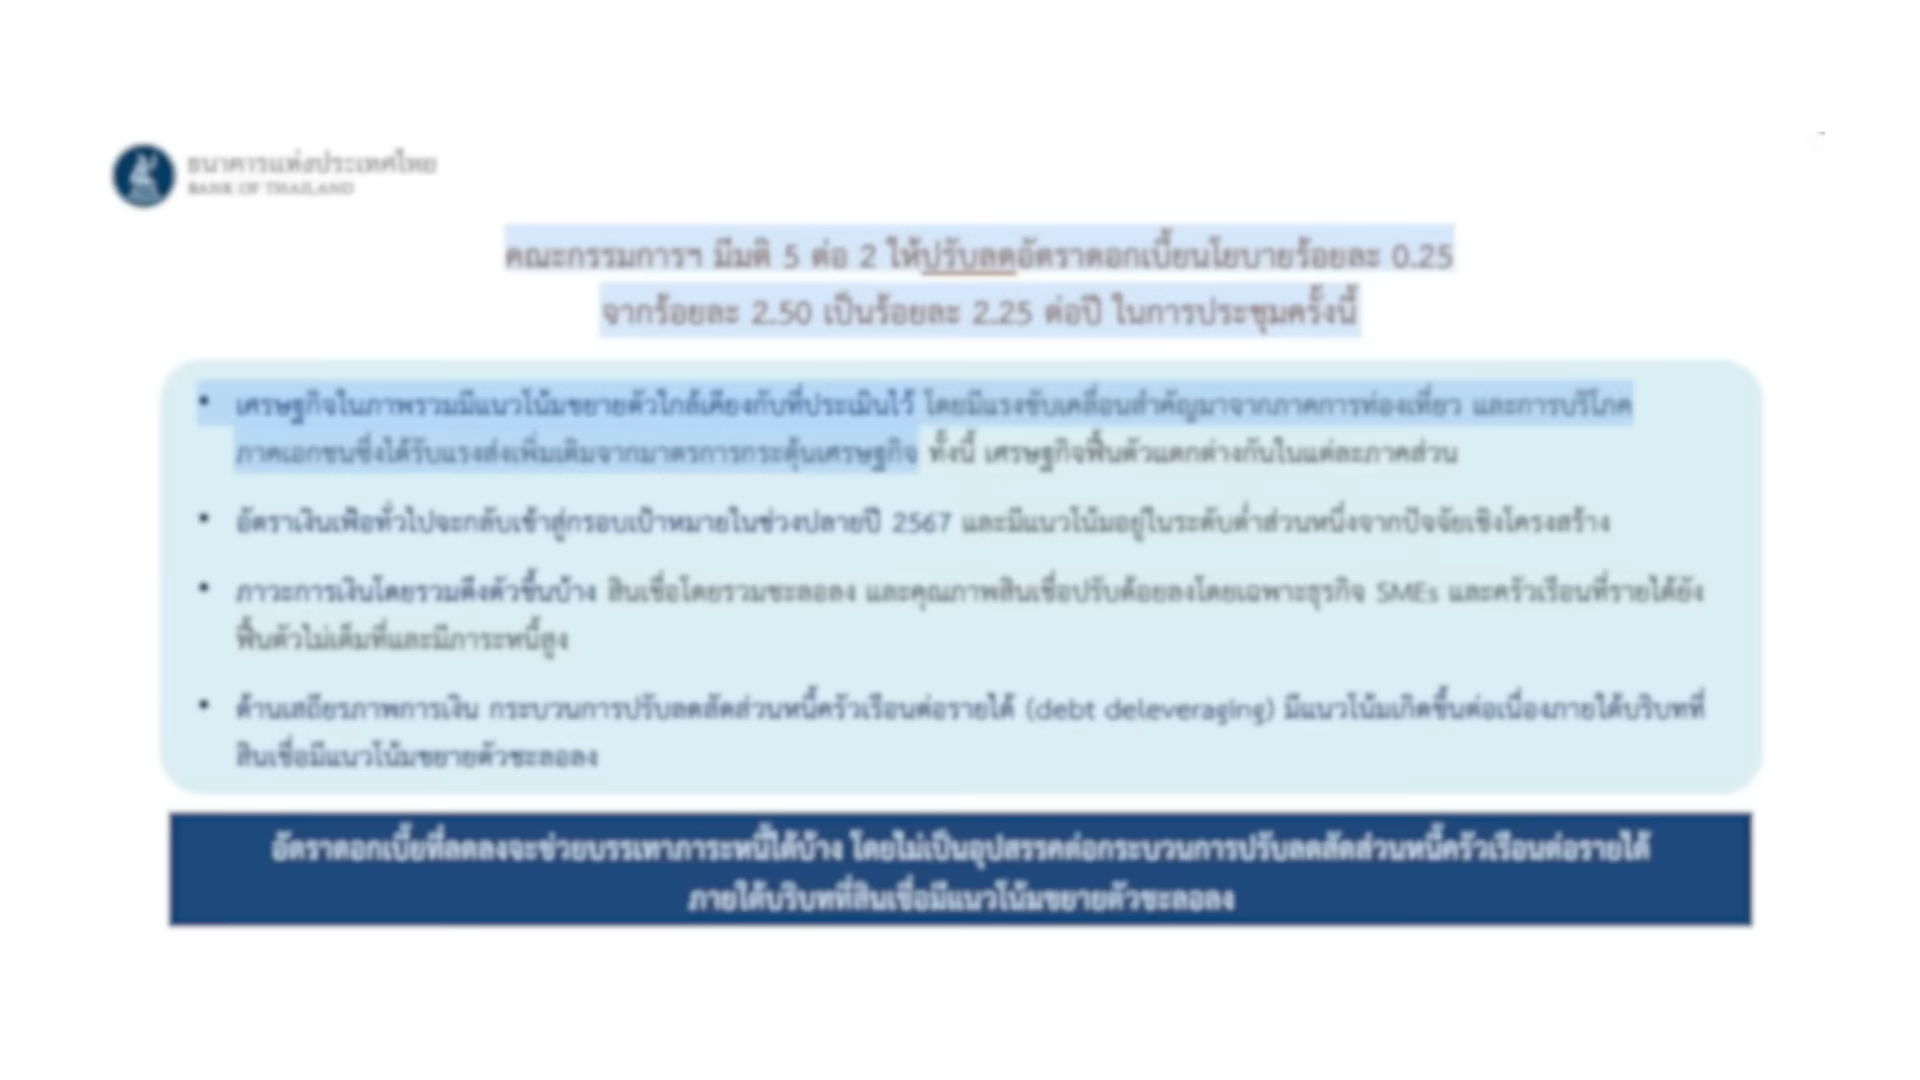 ธนาคารแห่งประเทศไทย
BANK OF THAILAND
คณะกรรมการฯ มีมติ 5 ต่อ 2 ให้ปรับลดอัตราดอกเบี้ยนโยบายร้อยละ 0.25
จากร้อยละ 2.50 เป็นร้อยละ 2.25 ต่อปี ในการประชุมครั้งนี้
• เศรษฐกิจในภาพรวมมีแนวโน้มขยายตัวใกล้เคียงกับที่ประเมินไว้ โดยมีแรงขับเคลื่อนสำคัญมาจากภาคการท่องเที่ยว และการบริโภค
ภาคเอกชนซึ่งได้รับแรงส่งเพิ่มเติมจากมาตรการกระตุ้นเศรษฐกิจ ทั้งนี้ เศรษฐกิจฟื้นตัวแตกต่างกันในแต่ละภาคส่วน
• อัตราเงินเฟ้อทั่วไปจะกลับเข้าสู่กรอบเป้าหมายในช่วงปลายปี 2567 และมีแนวโน้มอยู่ในระดับต่ำส่วนหนึ่งจากปัจจัยเชิงโครงสร้าง
• ภาวะการเงินโดยรวมตึงตัวขึ้นบ้าง สินเชื่อโดยรวมชะลอลง และคุณภาพสินเชื่อปรับด้อยลงโดยเฉพาะธุรกิจ SMEs และครัวเรือนที่รายได้ยัง
ฟื้นตัวไม่เต็มที่และมีภาระหนี้สูง
• ด้านเสถียรภาพการเงิน กระบวนการปรับลดสัดส่วนหนี้ครัวเรือนต่อรายได้ (debt deleveraging) มีแนวโน้มเกิดขึ้นต่อเนื่องภายใต้บริบทที่
สินเชื่อมีแนวโน้มขยายตัวชะลอลง
อัตราดอกเบี้ยที่ลดลงจะช่วยบรรเทาภาระหนี้ได้บ้าง โดยไม่เป็นอุปสรรคต่อกระบวนการปรับลดสัดส่วนหนี้ครัวเรือนต่อรายได้
ภายใต้บริบทที่สินเชื่อมีแนวโน้มขยายตัวชะลอลง